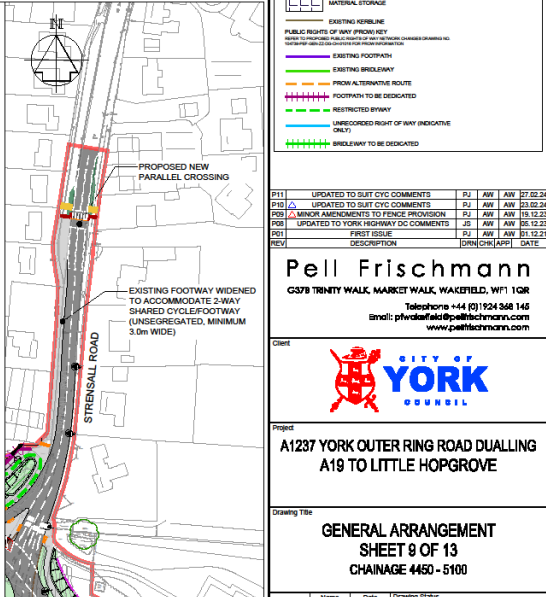 N
PROPOSED NEW
PARALLEL CROSSING
EXISTING FOOTWAY WIDENED
TO ACCOMMODATE 2-WAY
SHARED CYCLE/FOOTWAY
(UNSEGREGATED, MINIMUM
3.0m WIDE)
STRENSALL ROAD
MATERIAL STORAGE
EXISTING KERBLINE
PUBLIC RIGHTS OF WAY (PROW) KEY
EXISTING FOOTPATH
EXISTING BRIDLEWAY
PROW ALTERNATIVE ROUTE
FOOTPATH TO BE DEDICATED
RESTRICTED BYWAY
UNRECORDED RIGHT OF WAY (INDICATIVE
ONLY)
BRIDLEWAY TO BE DEDICATED
P11 UPDATED TO SUIT CYC COMMENTS PJ AW AW 27.02.24
P10 UPDATED TO SUIT CYC COMMENTS PJ AW AW 23.02.24
P09 MINOR AMENDMENTS TO FENCE PROVISION PJ AW AW 19.12.23
P08 UPDATED TO YORK HIGHWAY DC COMMENTS JS AW AW 05.12.23
P01 FIRST ISSUE PJ AW AW 01.12.21
REV DESCRIPTION DRN CHK APP DATE
Pell Frischmann
G37B TRINITY WALK, MARKET WALK, WAKEFIELD, WF1 1QR
Telephone +44 (0)1924 368 145
Email: pfwakefield@pellfrischmann.com
www.pellfrischmann.com
Client
CITY OF
YORK
COUNCIL
Project
A1237 YORK OUTER RING ROAD DUALLING
A19 TO LITTLE HOPGROVE
Drawing Title
GENERAL ARRANGEMENT
SHEET 9 OF 13
CHAINAGE 4450 - 5100
Name Date Drawing Status